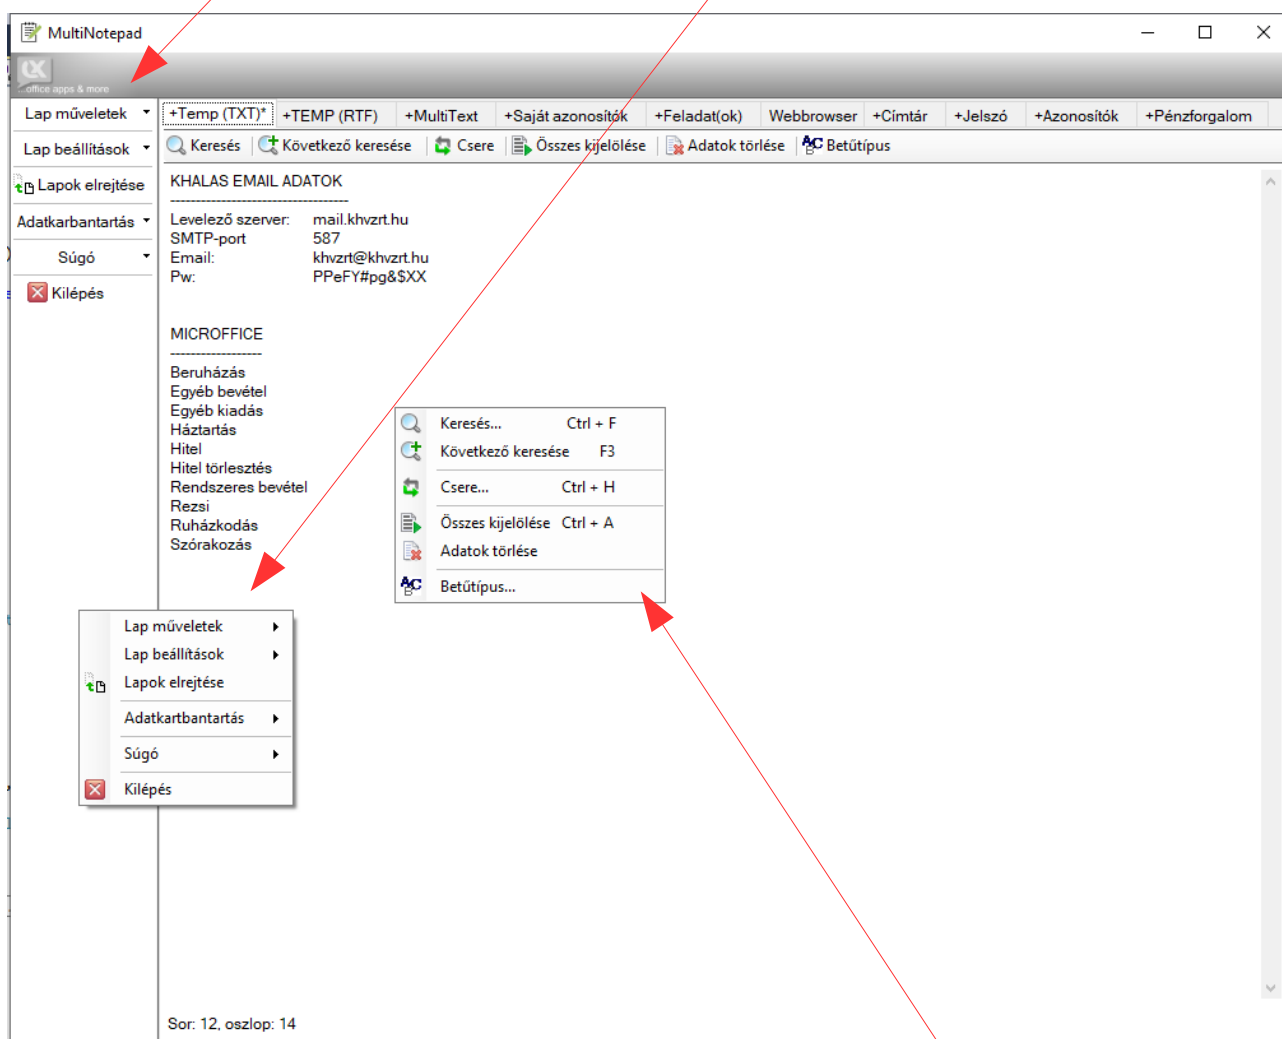 MultiNotepad
...office apps & more
Lap műveletek
Lap beállítások
Lapok elrejtése
Adatkarbantartás
Súgó
Kilépés
+Temp (TXT)* +TEMP (RTF) +MultiText +Saját azonosítók +Feladat(ok) Webbrowser +Címtár +Jelszó +Azonosítók +Pénzforgalom
Keresés Következő keresése Csere Összes kijelölése Adatok törlése Betűtípus
KHALAS EMAIL ADATOK
-----------------------------------
Levelező szerver: mail.khvzrt.hu
SMTP-port 587
Email: khvzrt@khvzrt.hu
Pw: PPeFY#pg&$XX
MICROFFICE
------------------
Beruházás
Egyéb bevétel
Egyéb kiadás
Háztartás
Hitel
Hitel törlesztés
Rendszeres bevétel
Rezsi
Ruházkodás
Szórakozás
Keresés... Ctrl + F
Következő keresése F3
Csere... Ctrl + H
Összes kijelölése Ctrl + A
Adatok törlése
Betűtípus...
Lap műveletek
Lap beállítások
Lapok elrejtése
Adatkartbantartás
Súgó
Kilépés
Sor: 12, oszlop: 14